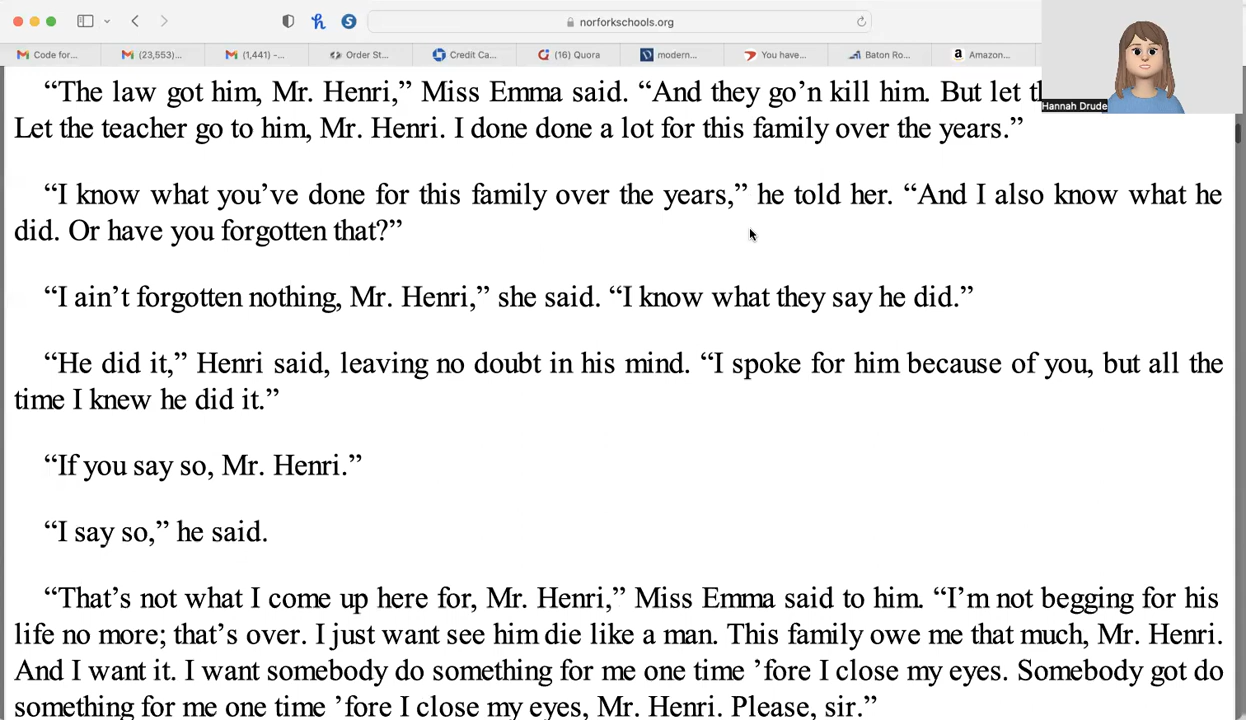 norforkschools.org
Code for...
(23,553)...
(1,441) -...
Order St...
Credit Ca...
(16) Quora
modern...
You have...
Baton Ro...
Amazon...
Hannah Drude
“The law got him, Mr. Henri,” Miss Emma said. “And they go’n kill him. But let
Let the teacher go to him, Mr. Henri. I done done a lot for this family over the years.”
“I know what you’ve done for this family over the years,” he told her. “And I also know what he
did. Or have you forgotten that?”
“I ain’t forgotten nothing, Mr. Henri,” she said. “I know what they say he did.”
“He did it,” Henri said, leaving no doubt in his mind. “I spoke for him because of you, but all the
time I knew he did it.”
“If you say so, Mr. Henri.”
“I say so,” he said.
“That’s not what I come up here for, Mr. Henri,” Miss Emma said to him. “I’m not begging for his
life no more; that’s over. I just want see him die like a man. This family owe me that much, Mr. Henri.
And I want it. I want somebody do something for me one time ’fore I close my eyes. Somebody got do
something for me one time ’fore I close my eyes, Mr. Henri. Please, sir.”